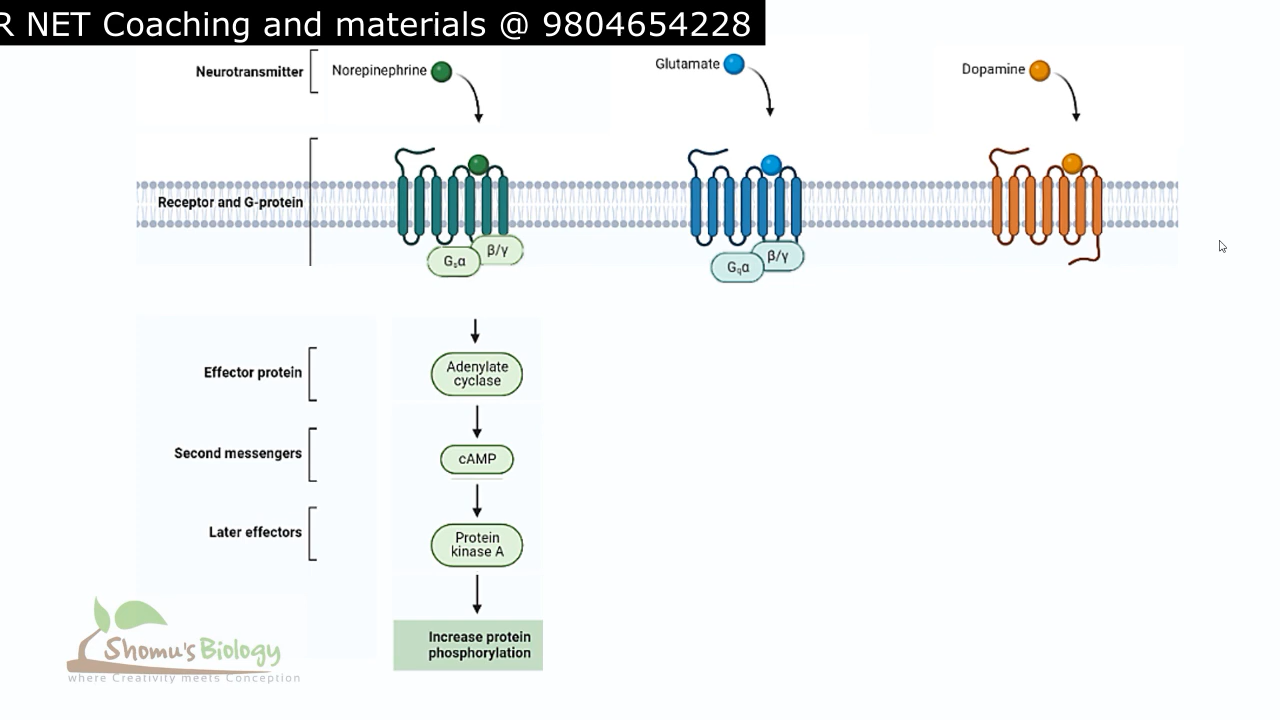 R NET Coaching and materials @ 9804654228
Neurotransmitter
Norepinephrine
Glutamate
Dopamine
Receptor and G-protein
Gₛα
β/γ
G_qα
β/γ
Effector protein
Adenylate
cyclase
Second messengers
cAMP
Later effectors
Protein
kinase A
Increase protein
phosphorylation
Shomu's Biology
where Creativity meets Conception